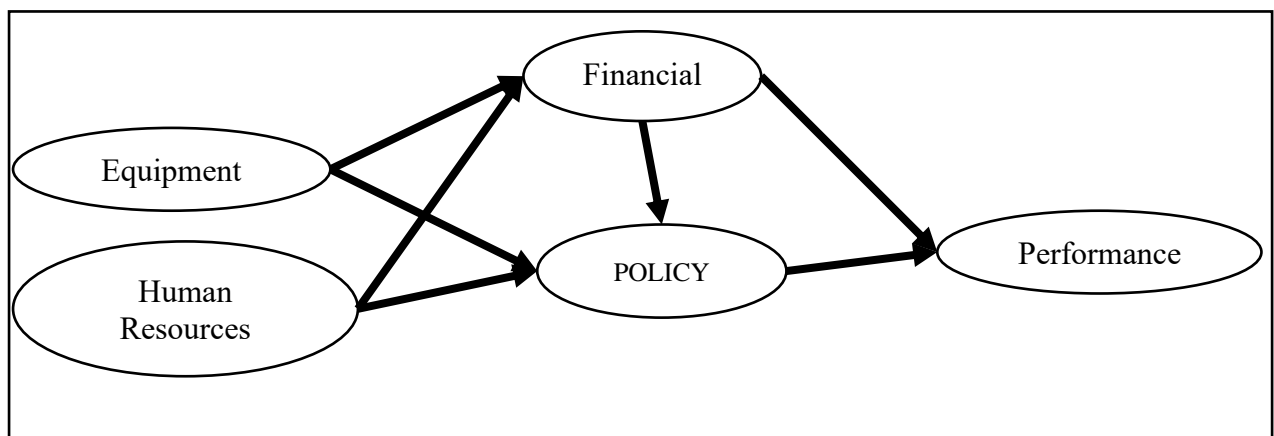 Financial
Equipment
POLICY
Performance
Human
Resources